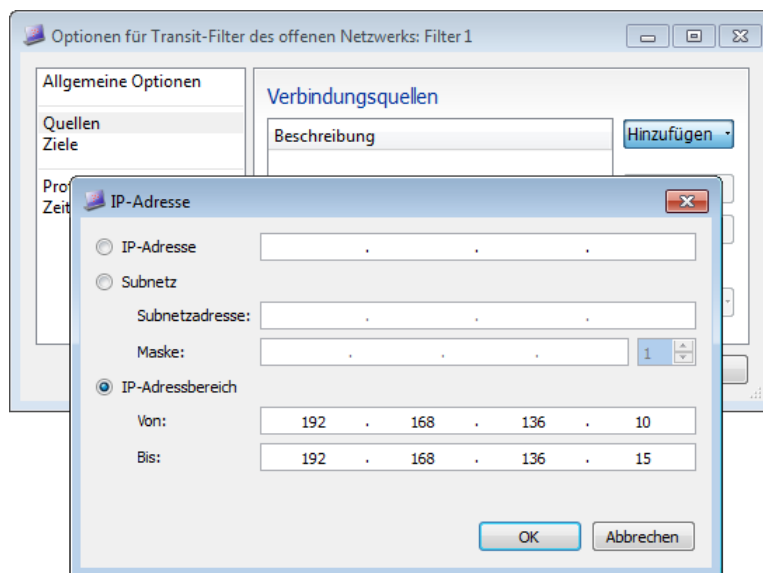 Optionen für Transit-Filter des offenen Netzwerks: Filter 1
Allgemeine Optionen
Quellen
Ziele
Verbindungsquellen
Beschreibung
Hinzufügen
IP-Adresse
IP-Adresse . . .
Subnetz
Subnetzadresse: . . .
Maske: . . . 1
IP-Adressbereich
Von: 192 . 168 . 136 . 10
Bis: 192 . 168 . 136 . 15
OK Abbrechen